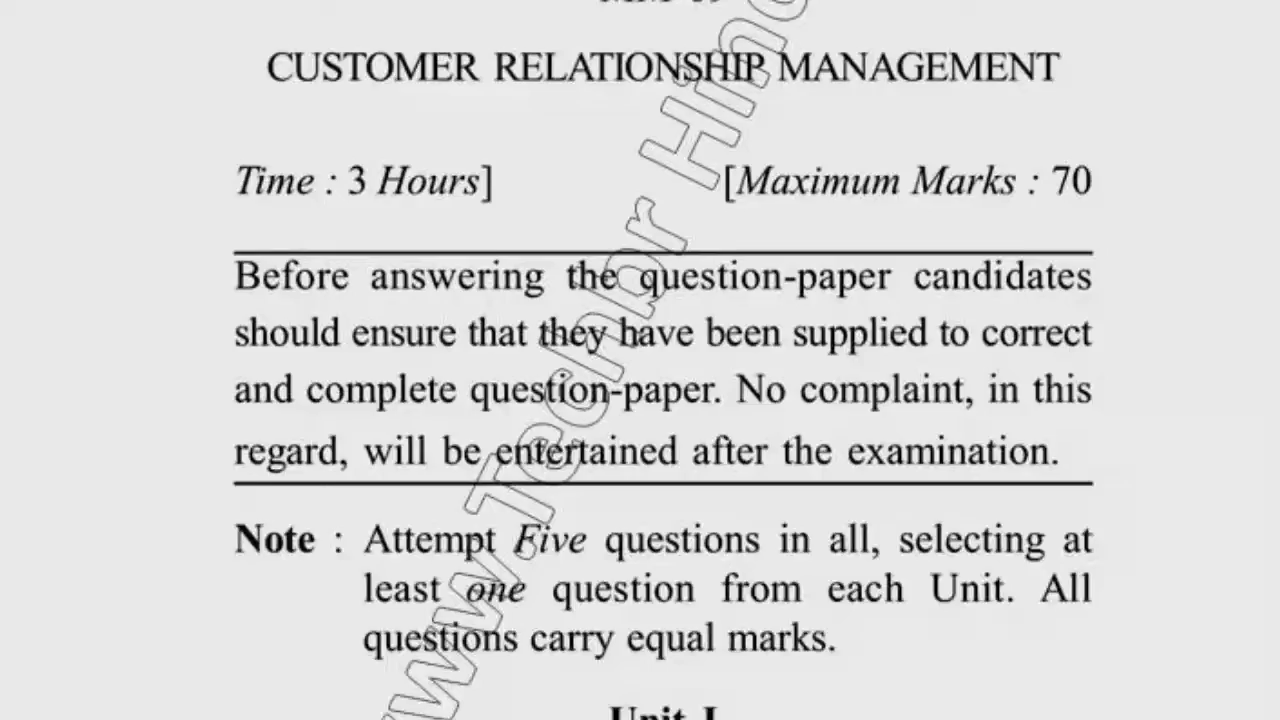 CUSTOMER RELATIONSHIP MANAGEMENT
Time : 3 Hours] [Maximum Marks : 70
Before answering the question-paper candidates
should ensure that they have been supplied to correct
and complete question-paper. No complaint, in this
regard, will be entertained after the examination.
Note : Attempt Five questions in all, selecting at
least one question from each Unit. All
questions carry equal marks.
Unit I